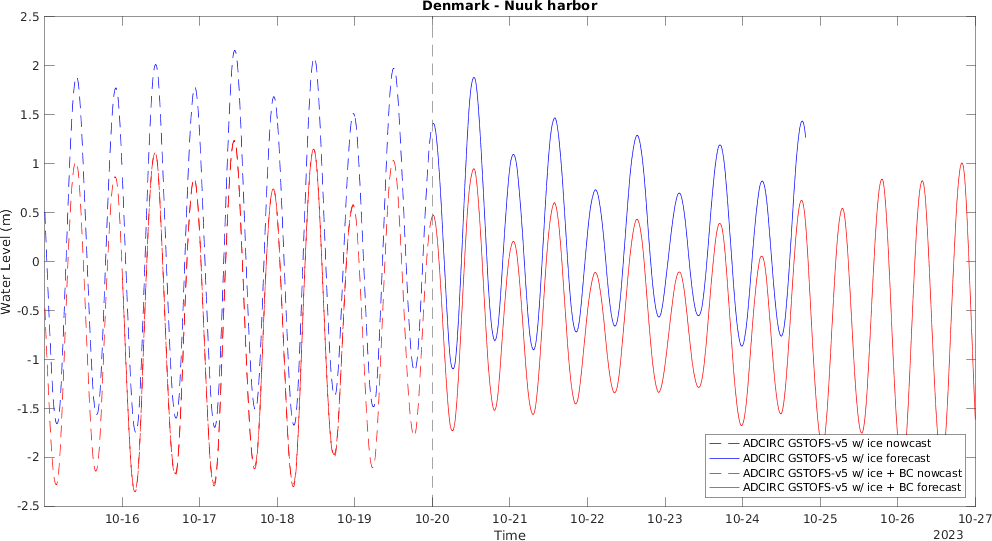 Denmark - Nuuk harbor
2.5
2
1.5
1
0.5
0
-0.5
-1
-1.5
-2
-2.5
Water Level (m)
ADCIRC GSTOFS-v5 w/ ice nowcast
ADCIRC GSTOFS-v5 w/ ice forecast
ADCIRC GSTOFS-v5 w/ ice + BC nowcast
ADCIRC GSTOFS-v5 w/ ice + BC forecast
10-16 10-17 10-18 10-19 10-20 10-21 10-22 10-23 10-24 10-25 10-26 10-27
Time
2023